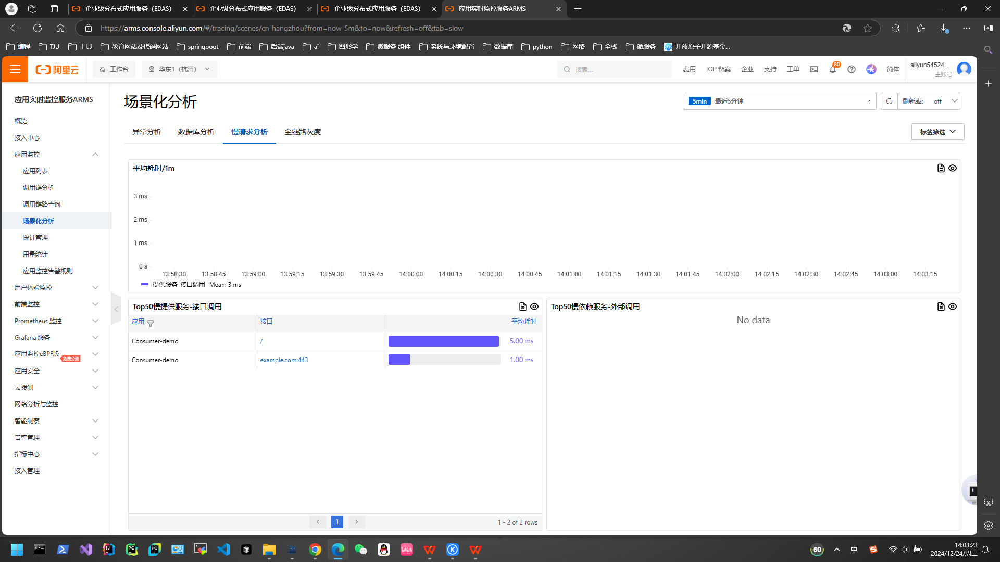 企业级分布式应用服务（EDAS）
企业级分布式应用服务（EDAS）
企业级分布式应用服务（EDAS）
应用实时监控服务ARMS
https://arms.console.aliyun.com/#/tracing/scenes/cn-hangzhou?from=now-5m&to=now&refresh=off&tab=slow
编程 TJU 工具 教育网站及代码网站 springboot 前端 后端java ai 图形学 微服务 组件 系统与环境配置 数据库 python 网络 全栈 微服务 开放原子开源基金...
阿里云 工作台 华东1（杭州） 搜索... 费用 ICP 备案 企业 支持 工单 80 简体 aliyun54524...
主账号
应用实时监控服务ARMS
概览
接入中心
应用监控
应用列表
调用链分析
调用链路查询
场景化分析
探针管理
用量统计
应用监控告警规则
用户体验监控
前端监控
Prometheus 监控
Grafana 服务
应用监控eBPF版 免费公测
应用安全
云拨测
网络分析与监控
智能洞察
告警管理
指标中心
接入管理
场景化分析
5min 最近5分钟
刷新率： off
异常分析 数据库分析 慢请求分析 全链路灰度
标签筛选
平均耗时/1m
3 ms
2 ms
1 ms
0 s
13:58:30 13:58:45 13:59:00 13:59:15 13:59:30 13:59:45 14:00:00 14:00:15 14:00:30 14:00:45 14:01:00 14:01:15 14:01:30 14:01:45 14:02:00 14:02:15 14:02:30 14:02:45 14:03:00 14:03:15
提供服务-接口调用 Mean: 3 ms
Top50慢提供服务-接口调用
应用 接口 平均耗时
Consumer-demo / 5.00 ms
Consumer-demo example.com:443 1.00 ms
1
1 - 2 of 2 rows
Top50慢依赖服务-外部调用
No data
60
中
14:03:23
2024/12/24/周二